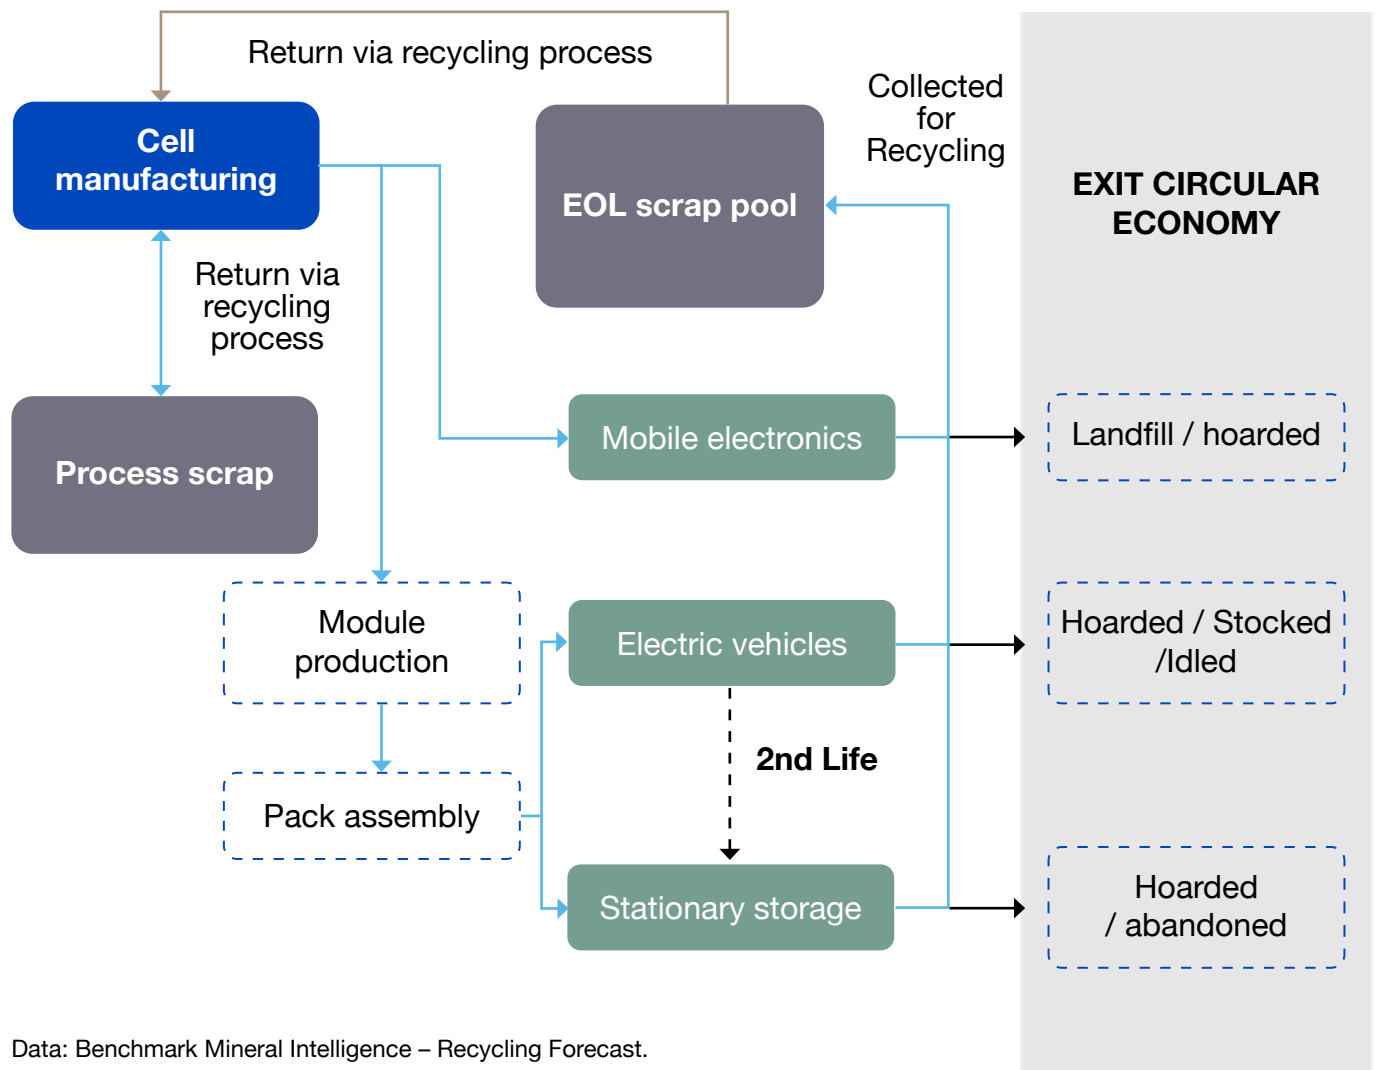 Return via recycling process
Collected
for
Recycling
Cell
manufacturing
EOL scrap pool
EXIT CIRCULAR
ECONOMY
Return via
recycling
process
Process scrap
Mobile electronics
Landfill / hoarded
Module
production
Electric vehicles
Hoarded / Stocked
/Idled
2nd Life
Pack assembly
Stationary storage
Hoarded
/ abandoned
Data: Benchmark Mineral Intelligence – Recycling Forecast.